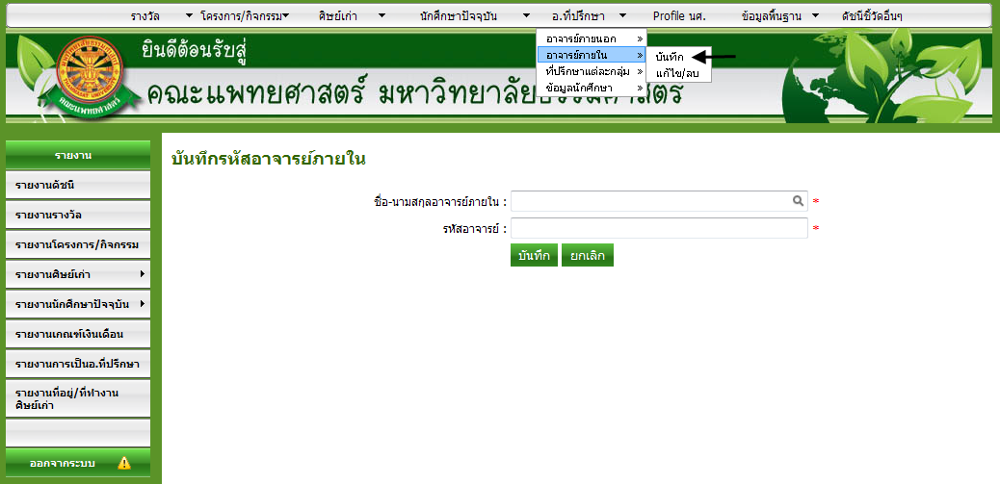 รางวัล โครงการ/กิจกรรม ศิษย์เก่า นักศึกษาปัจจุบัน อ.ที่ปรึกษา Profile นศ. ข้อมูลพื้นฐาน ดัชนีชี้วัดอื่นๆ
ยินดีต้อนรับสู่
คณะแพทยศาสตร์ มหาวิทยาลัย
อาจารย์ภายนอก »
อาจารย์ภายใน »
ที่ปรึกษาแต่ละกลุ่ม »
ข้อมูลนักศึกษา »
บันทึก
แก้ไข/ลบ
รายงาน
รายงานดัชนี
รายงานรางวัล
รายงานโครงการ/กิจกรรม
รายงานศิษย์เก่า
รายงานนักศึกษาปัจจุบัน
รายงานเกณฑ์เงินเดือน
รายงานการเป็นอ.ที่ปรึกษา
รายงานที่อยู่/ที่ทำงาน
ศิษย์เก่า
ออกจากระบบ
บันทึกรหัสอาจารย์ภายใน
ชื่อ-นามสกุลอาจารย์ภายใน : *
รหัสอาจารย์ : *
บันทึก ยกเลิก